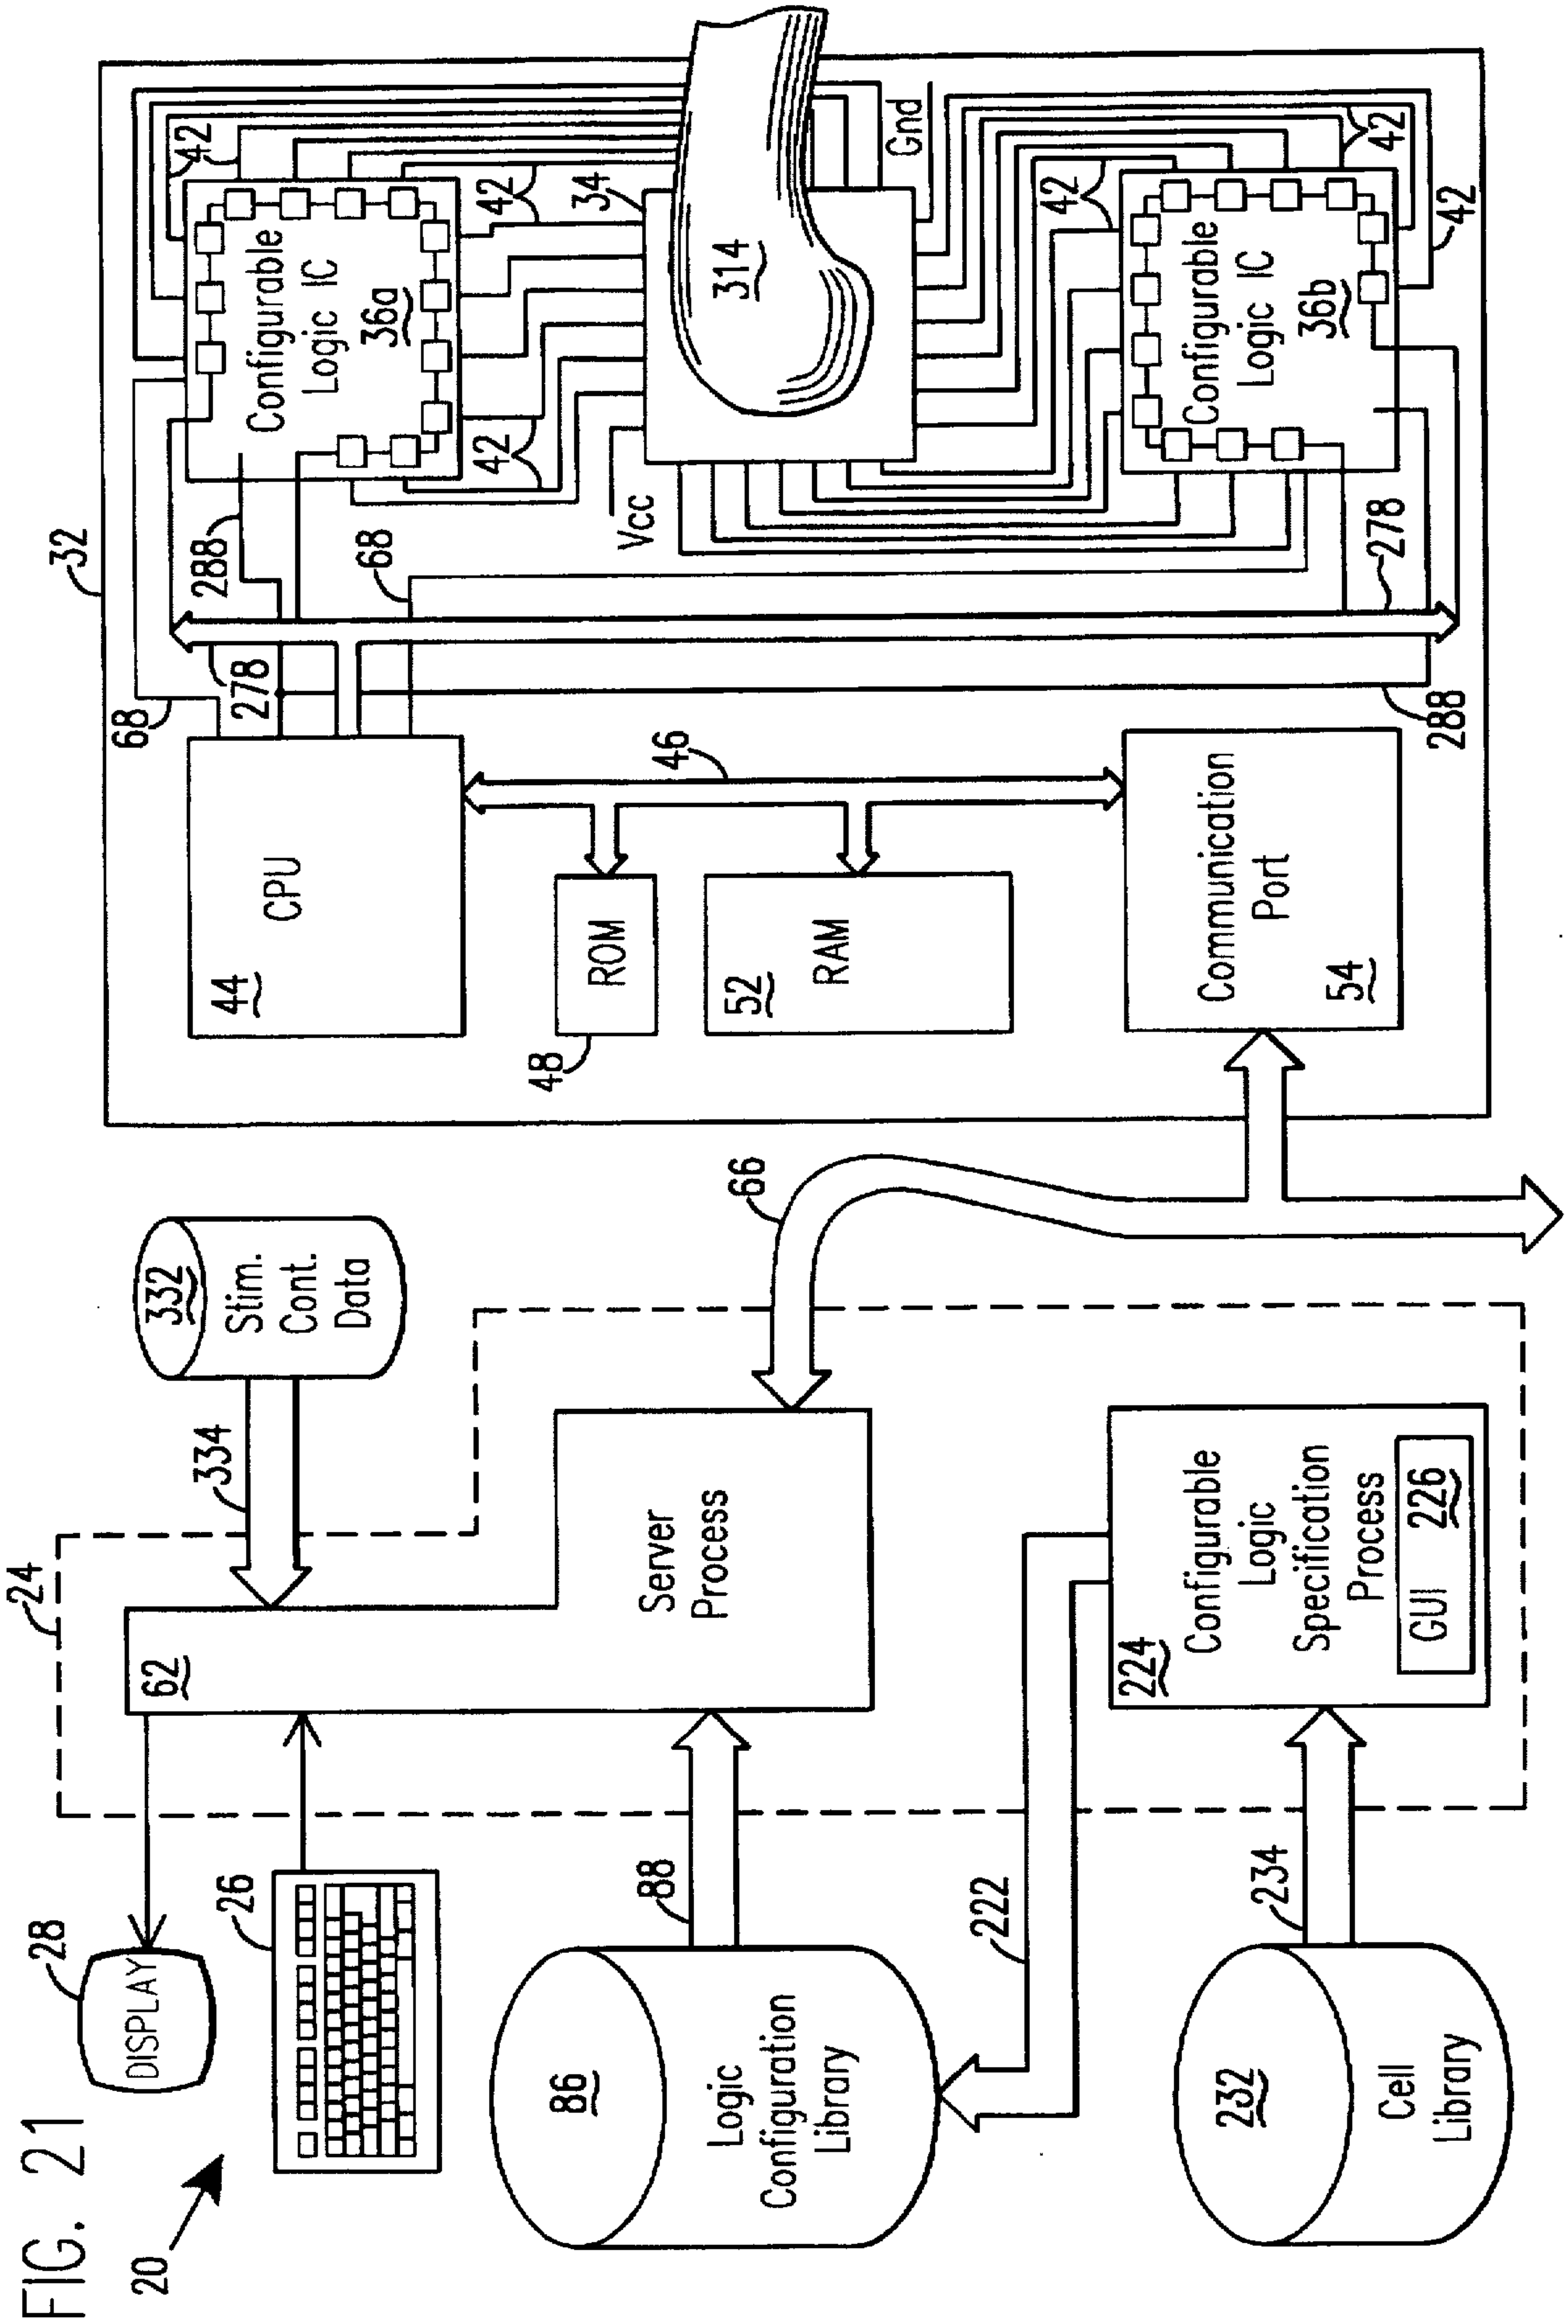 FIG. 21
20
28
DISPLAY
26
24
62
Server
Process
334
332
Stim.
Cont.
Data
88
86
Logic
Configuration
Library
222
66
224
Configurable
Logic
Specification
Process
GUI 226
234
232
Cell
Library
32
68
278
288
68
44
CPU
46
48
ROM
52
RAM
Communication
Port
54
288
278
42
Configurable
Logic IC
36a
42
42
34
Vcc
314
Gnd
42
42
Configurable
Logic IC
36b
42